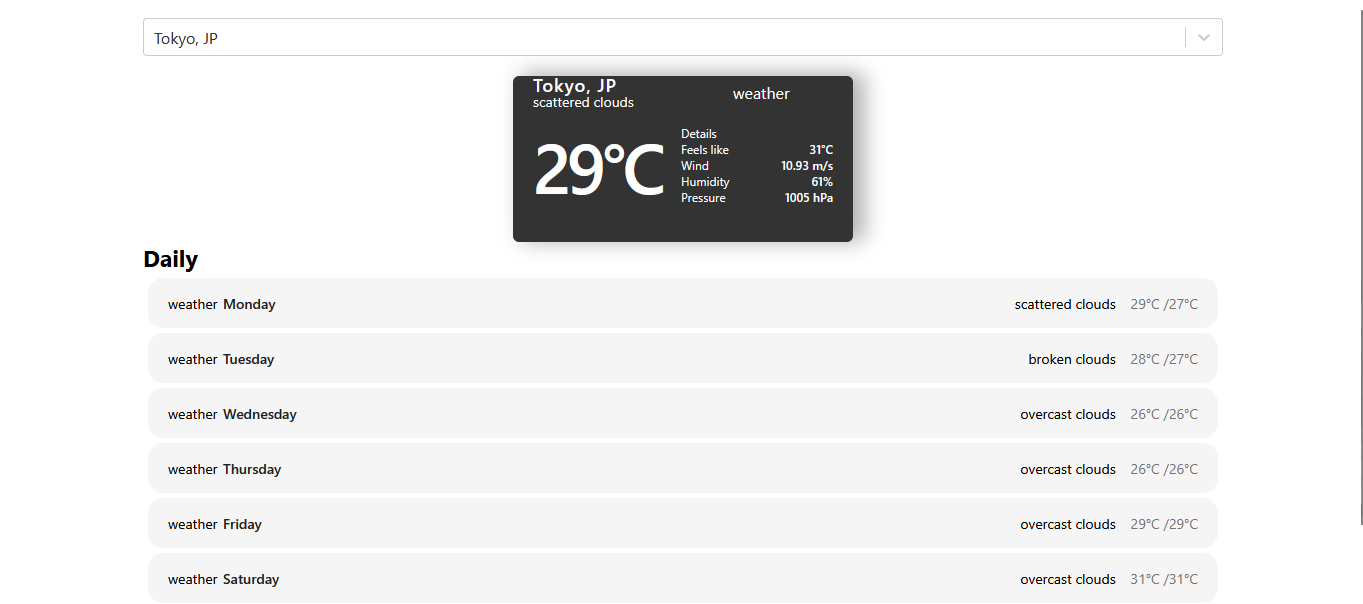 Tokyo, JP
Tokyo, JP
scattered clouds
weather
29°C
Details
Feels like 31°C
Wind 10.93 m/s
Humidity 61%
Pressure 1005 hPa
Daily
weather Monday scattered clouds 29°C /27°C
weather Tuesday broken clouds 28°C /27°C
weather Wednesday overcast clouds 26°C /26°C
weather Thursday overcast clouds 26°C /26°C
weather Friday overcast clouds 29°C /29°C
weather Saturday overcast clouds 31°C /31°C